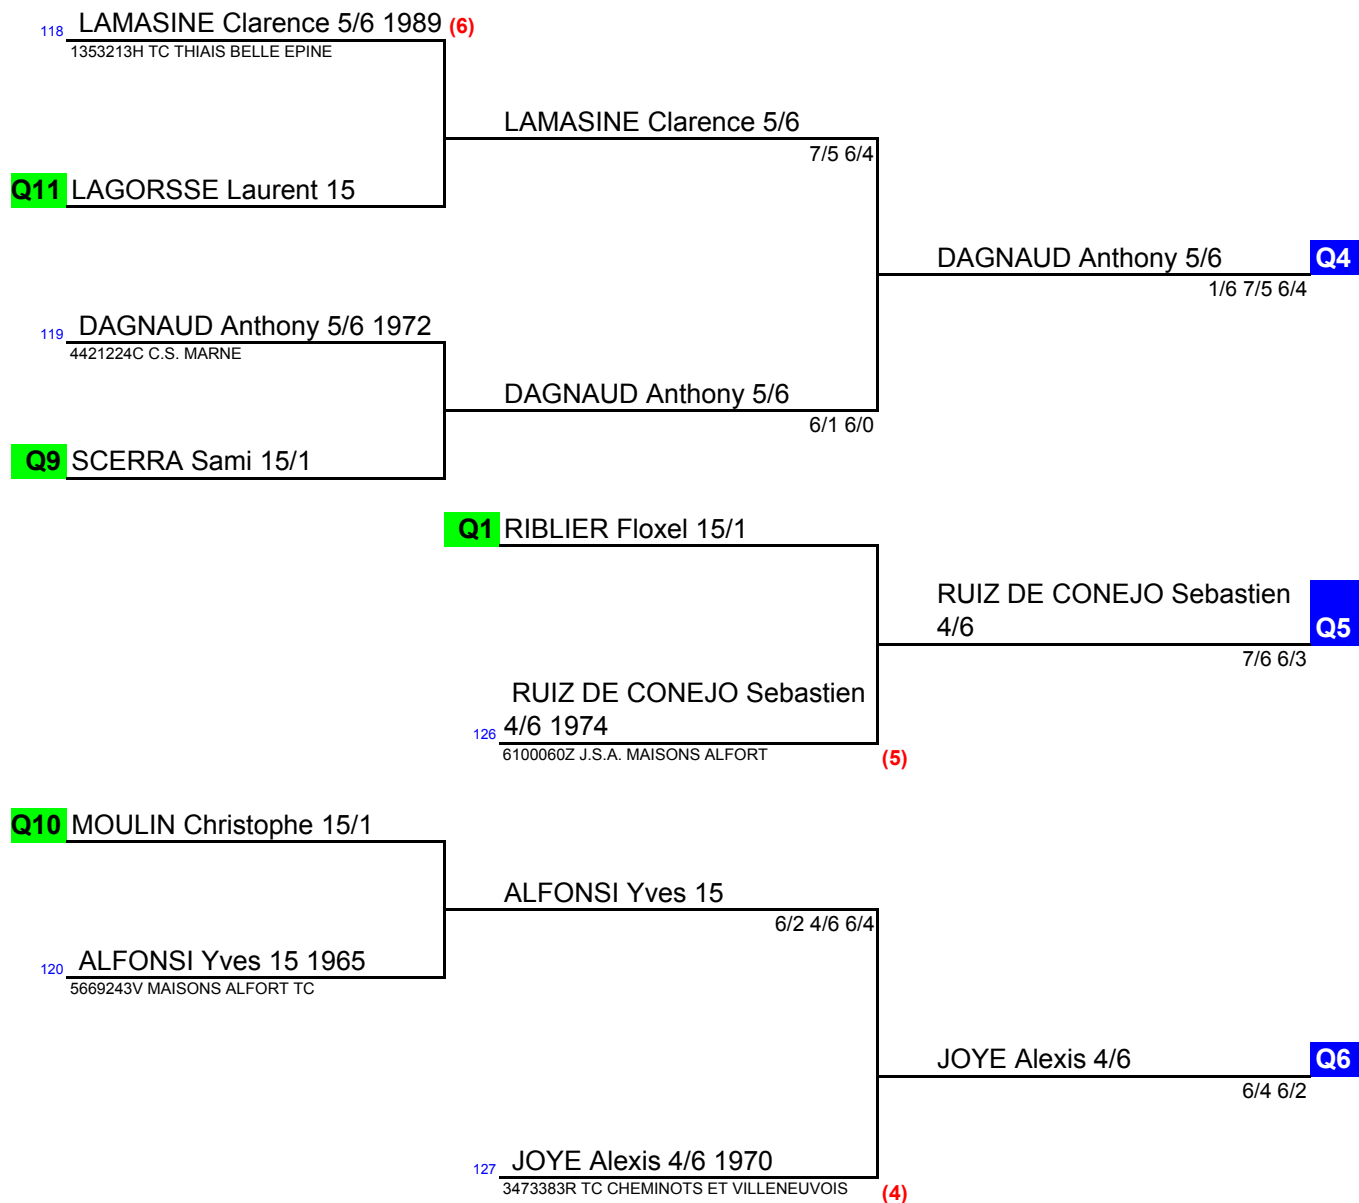 118 LAMASINE Clarence 5/6 1989 (6)
1353213H TC THIAIS BELLE EPINE
LAMASINE Clarence 5/6
7/5 6/4
Q11 LAGORSSE Laurent 15
DAGNAUD Anthony 5/6 Q4
1/6 7/5 6/4
119 DAGNAUD Anthony 5/6 1972
4421224C C.S. MARNE
DAGNAUD Anthony 5/6
6/1 6/0
Q9 SCERRA Sami 15/1
Q1 RIBLIER Floxel 15/1
RUIZ DE CONEJO Sebastien
4/6 Q5
7/6 6/3
RUIZ DE CONEJO Sebastien
126 4/6 1974
6100060Z J.S.A. MAISONS ALFORT (5)
Q10 MOULIN Christophe 15/1
ALFONSI Yves 15
6/2 4/6 6/4
120 ALFONSI Yves 15 1965
5669243V MAISONS ALFORT TC
JOYE Alexis 4/6 Q6
6/4 6/2
127 JOYE Alexis 4/6 1970
3473383R TC CHEMINOTS ET VILLENEUVOIS (4)